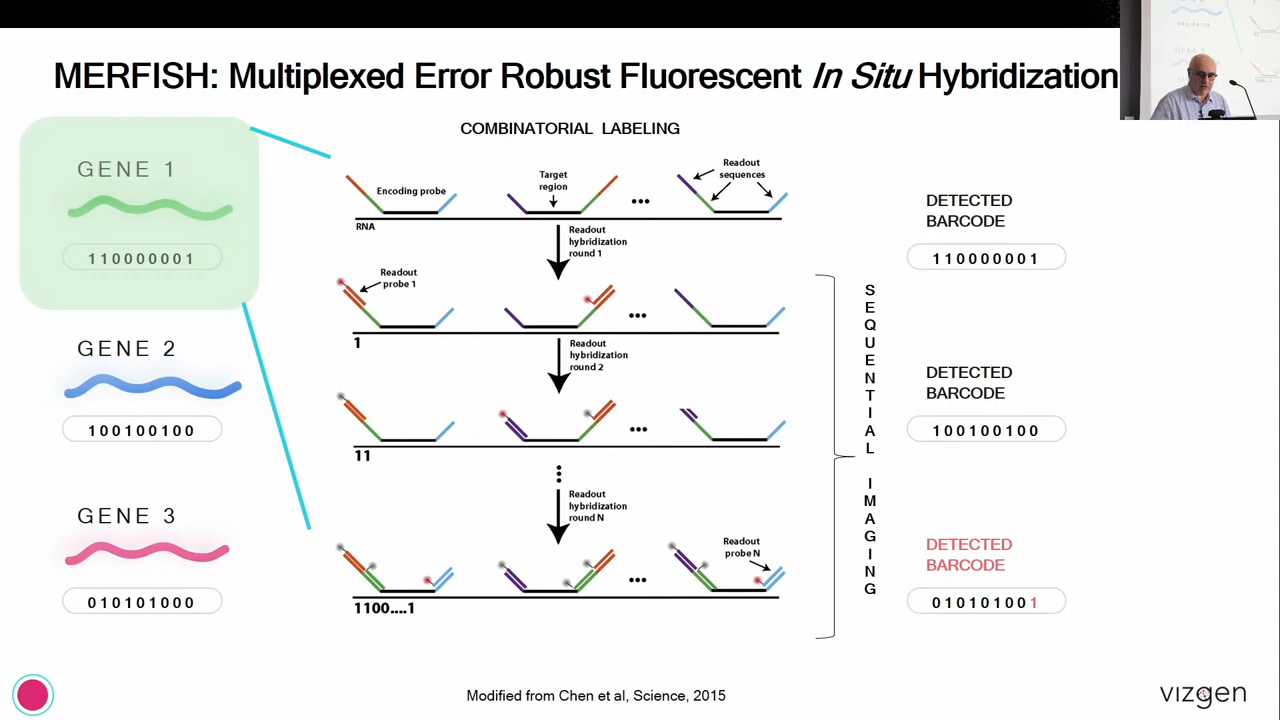 MERFISH: Multiplexed Error Robust Fluorescent In Situ Hybridization
GENE 1
110000001
GENE 2
100100100
GENE 3
010101000
COMBINATORIAL LABELING
Encoding probe
Target
region
Readout
sequences
RNA
Readout
hybridization
round 1
Readout
probe 1
1
Readout
hybridization
round 2
11
Readout
hybridization
round N
Readout
probe N
1100....1
SEQUENTIAL IMAGING
DETECTED
BARCODE
110000001
DETECTED
BARCODE
100100100
DETECTED
BARCODE
010101001
Modified from Chen et al, Science, 2015
vizgen